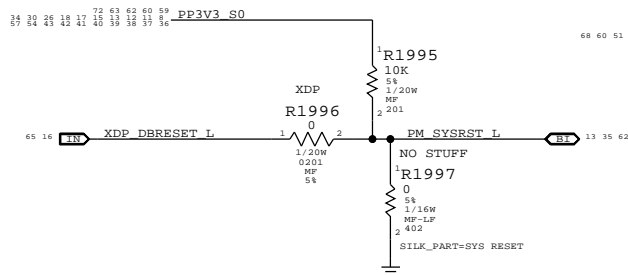 72 63 62 60 59
34 30 26 18 17 15 13 12 11 8 PP3V3_S0
57 54 43 42 41 40 39 38 37 36
68 60 51
1
R1995
10K
5%
1/20W
MF
2 201
XDP
R1996
0
65 16 IN XDP_DBRESET_L 1 2 PM_SYSRST_L BI 13 35 62
1/20W
0201
MF
5%
NO STUFF
1
R1997
0
5%
1/16W
MF-LF
2 402
SILK_PART=SYS RESET